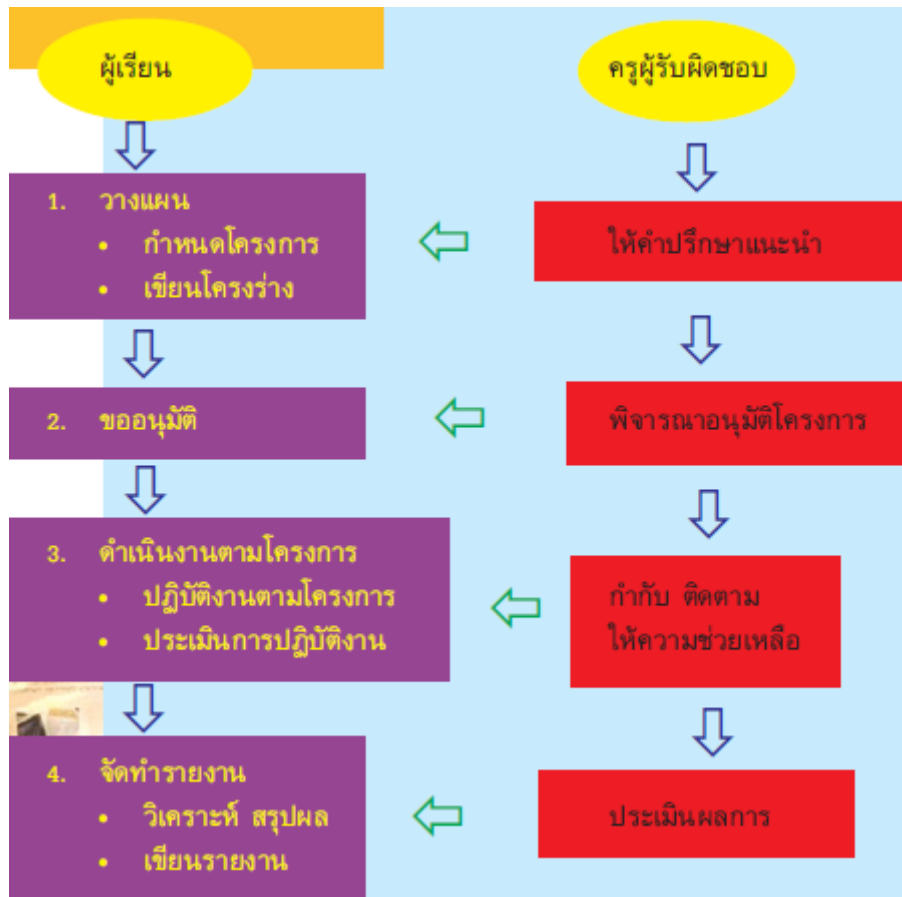 ผู้เรียน
ครูผู้รับผิดชอบ
1. วางแผน
• กำหนดโครงการ
• เขียนโครงร่าง
ให้คำปรึกษาแนะนำ
2. ขออนุมัติ
พิจารณาอนุมัติโครงการ
3. ดำเนินงานตามโครงการ
• ปฏิบัติงานตามโครงการ
• ประเมินการปฏิบัติงาน
กำกับ ติดตาม
ให้ความช่วยเหลือ
4. จัดทำรายงาน
• วิเคราะห์ สรุปผล
• เขียนรายงาน
ประเมินผลการ